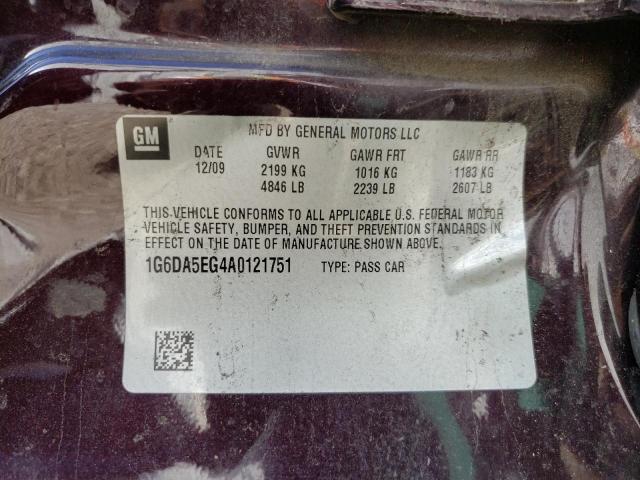 GM
MFD BY GENERAL MOTORS LLC
DATE GVWR GAWR FRT GAWR RR
12/09 2199 KG 1016 KG 1183 KG
4846 LB 2239 LB 2607 LB
THIS VEHICLE CONFORMS TO ALL APPLICABLE U.S. FEDERAL MOTOR
VEHICLE SAFETY, BUMPER, AND THEFT PREVENTION STANDARDS IN
EFFECT ON THE DATE OF MANUFACTURE SHOWN ABOVE.
1G6DA5EG4A0121751 TYPE: PASS CAR